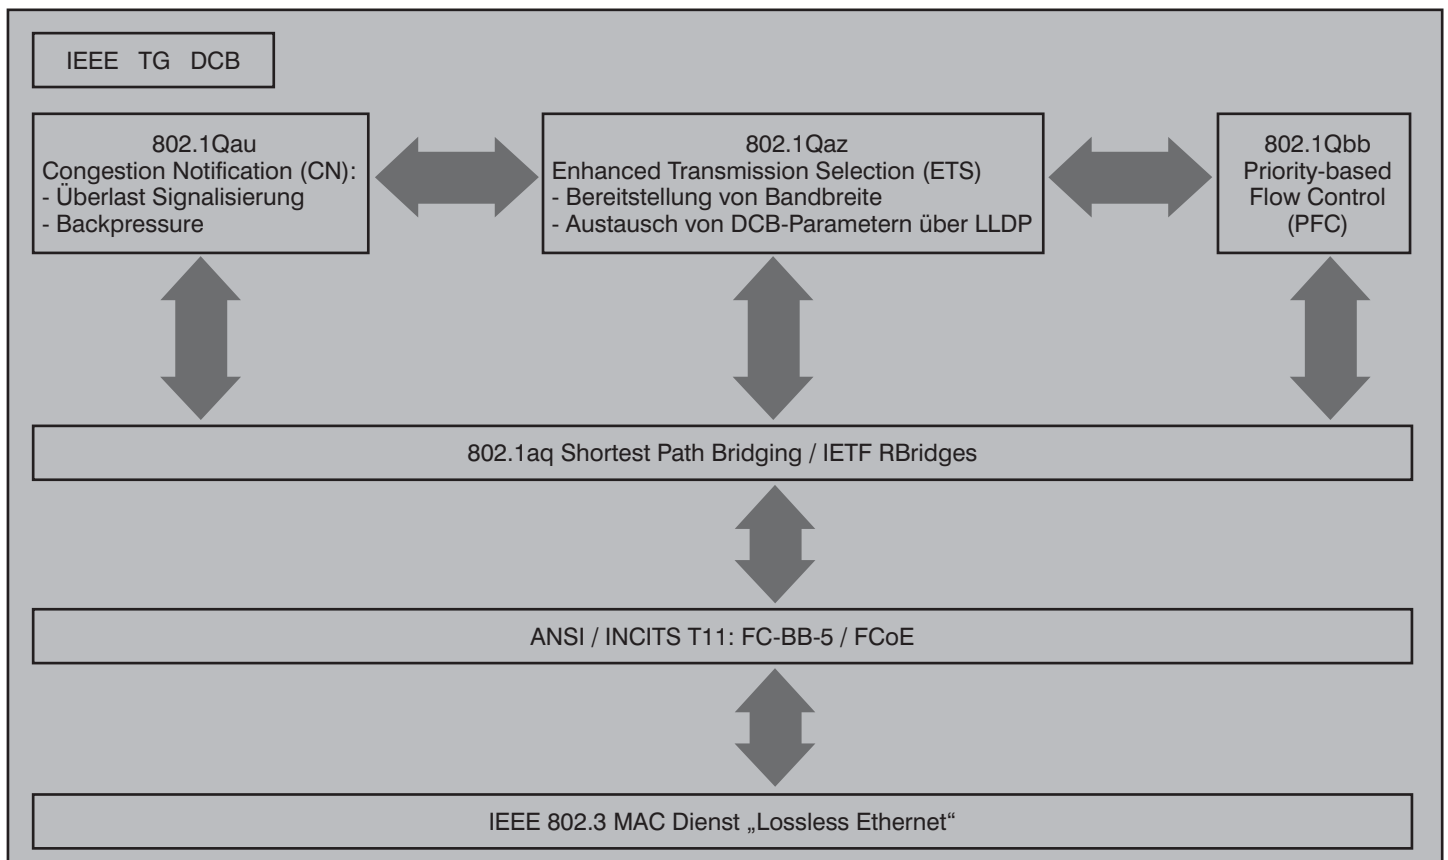 IEEE TG DCB
802.1Qau
Congestion Notification (CN):
- Überlast Signalisierung
- Backpressure
802.1Qaz
Enhanced Transmission Selection (ETS)
- Bereitstellung von Bandbreite
- Austausch von DCB-Parametern über LLDP
802.1Qbb
Priority-based
Flow Control
(PFC)
802.1aq Shortest Path Bridging / IETF RBridges
ANSI / INCITS T11: FC-BB-5 / FCoE
IEEE 802.3 MAC Dienst „Lossless Ethernet“